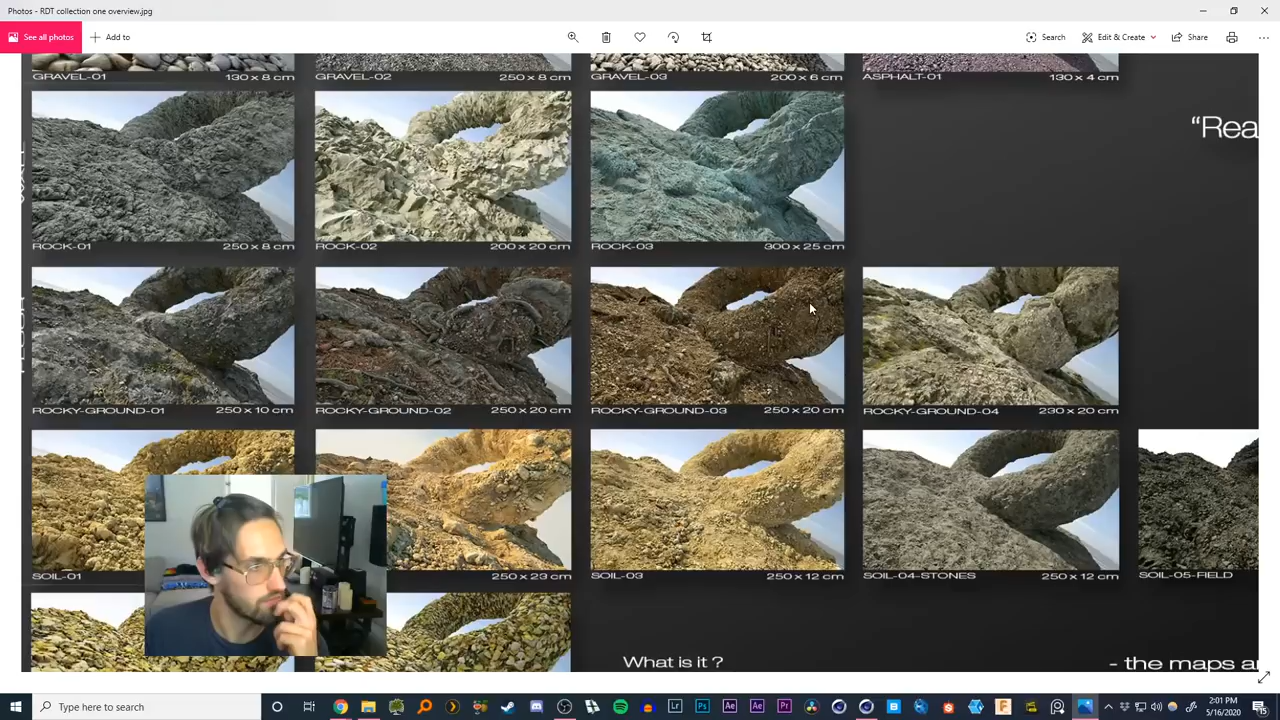 Photos - RDT collection one overview.jpg
See all photos
Add to
Search
Edit & Create
Share
GRAVEL-01 130 x 8 cm
GRAVEL-02 250 x 8 cm
GRAVEL-03 200 x 6 cm
ASPHALT-01 130 x 4 cm
"Rea
ROCK-01 250 x 8 cm
ROCK-02 200 x 20 cm
ROCK-03 300 x 25 cm
ROCKY-GROUND-01 250 x 10 cm
ROCKY-GROUND-02 250 x 20 cm
ROCKY-GROUND-03 250 x 20 cm
ROCKY-GROUND-04 230 x 20 cm
SOIL-01
250 x 23 cm
SOIL-03 250 x 12 cm
SOIL-04-STONES 250 x 12 cm
SOIL-05-FIELD
What is it ?
- the maps a
Type here to search
Lr
Ps
Ae
Ae
Pr
2:01 PM
5/16/2020